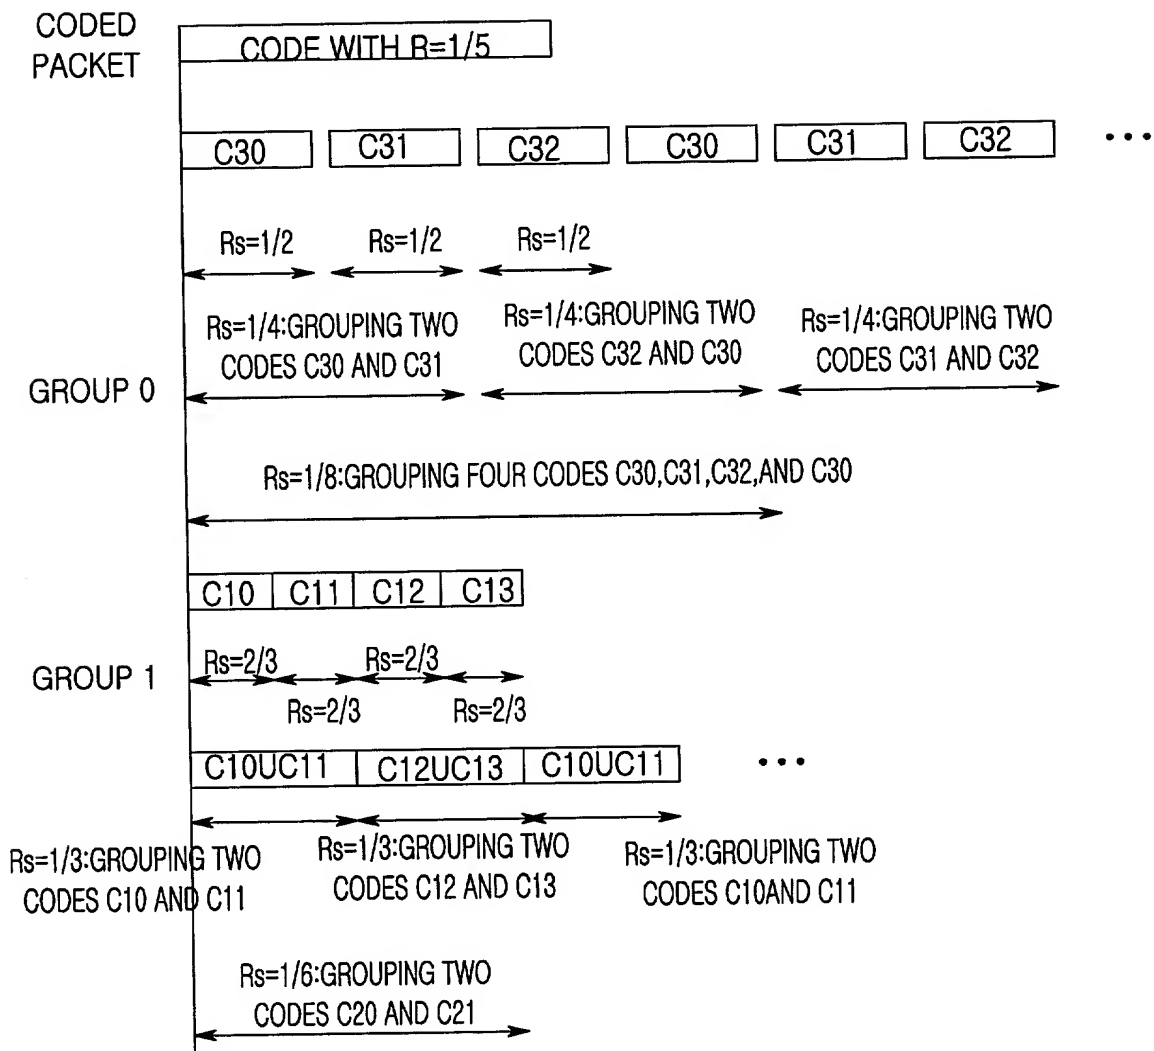 CODED
PACKET
CODE WITH R=1/5
C30 C31 C32 C30 C31 C32 •••
Rs=1/2 Rs=1/2 Rs=1/2
Rs=1/4:GROUPING TWO
CODES C30 AND C31
Rs=1/4:GROUPING TWO
CODES C32 AND C30
Rs=1/4:GROUPING TWO
CODES C31 AND C32
GROUP 0
Rs=1/8:GROUPING FOUR CODES C30,C31,C32,AND C30
C10 C11 C12 C13
GROUP 1
Rs=2/3 Rs=2/3
Rs=2/3 Rs=2/3
C10UC11 C12UC13 C10UC11 •••
Rs=1/3:GROUPING TWO
CODES C10 AND C11
Rs=1/3:GROUPING TWO
CODES C12 AND C13
Rs=1/3:GROUPING TWO
CODES C10AND C11
Rs=1/6:GROUPING TWO
CODES C20 AND C21